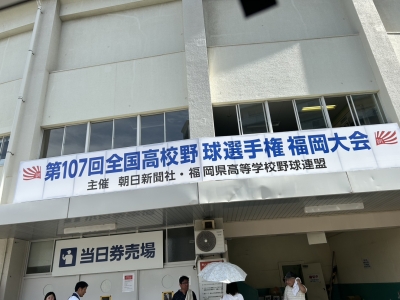 第107回全国高校野球選手権 福岡大会
主催 朝日新聞社・福岡県高等学校野球連盟
当日券売場